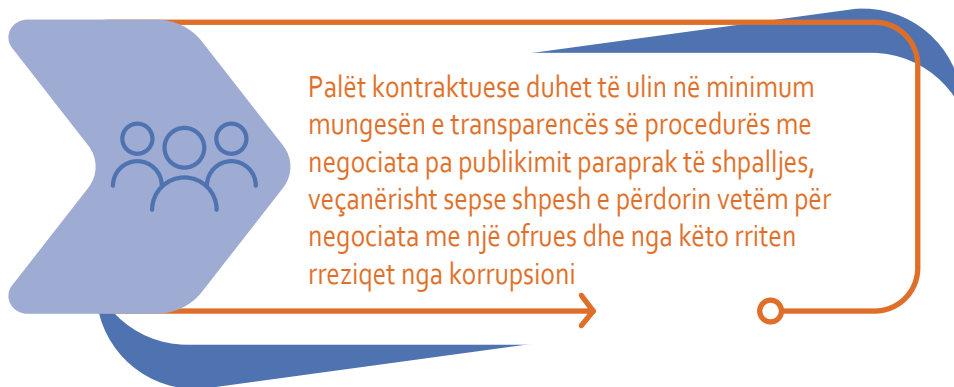 Palët kontraktuese duhet të ulin në minimum
mungesën e transparencës së procedurës me
negociata pa publikimit paraprak të shpalljes,
veçanërisht sepse shpesh e përdorin vetëm për
negociata me një ofrues dhe nga këto rriten
rreziqet nga korrupsioni